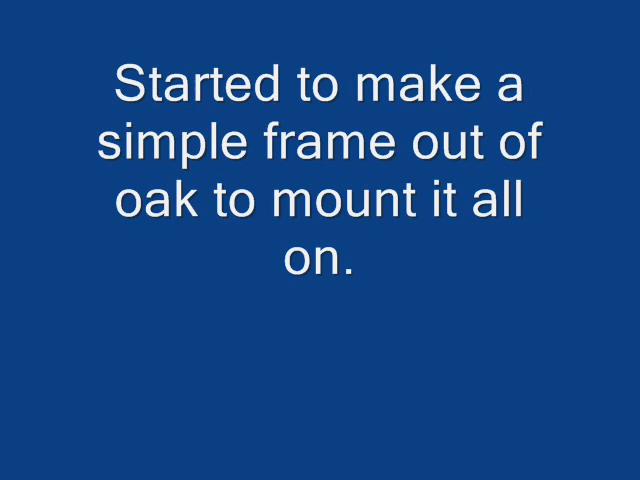 Started to make a
simple frame out of
oak to mount it all
on.